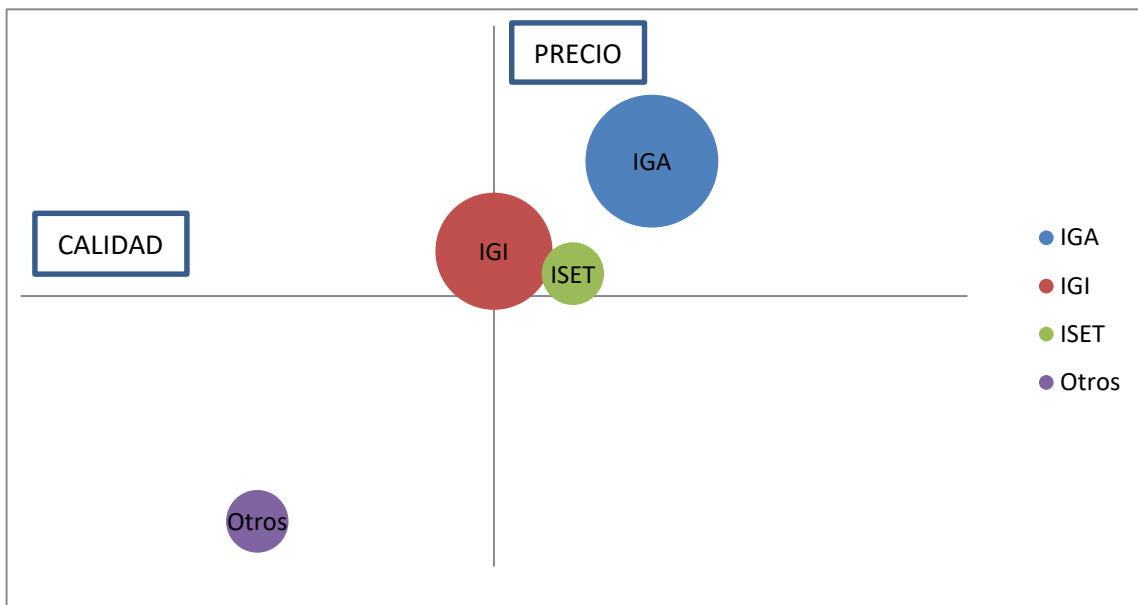 PRECIO
IGA
CALIDAD
IGI
ISET
Otros
IGA
IGI
ISET
Otros